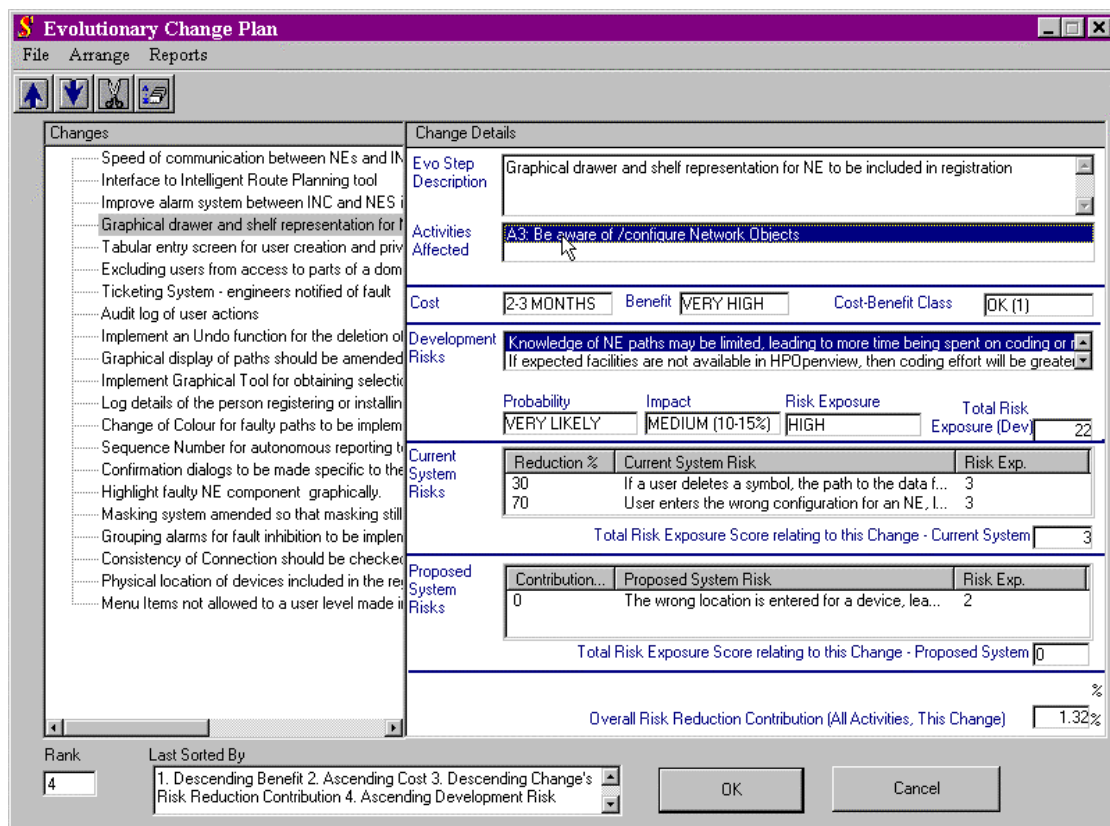 S Evolutionary Change Plan
File Arrange Reports
Changes
Speed of communication between NEs and IN
Interface to Intelligent Route Planning tool
Improve alarm system between INC and NES i
Graphical drawer and shelf representation for
Tabular entry screen for user creation and priv
Excluding users from access to parts of a dom
Ticketing System - engineers notified of fault
Audit log of user actions
Implement an Undo function for the deletion of
Graphical display of paths should be amended
Implement Graphical Tool for obtaining selectio
Log details of the person registering or installin
Change of Colour for faulty paths to be implem
Sequence Number for autonomous reporting to
Confirmation dialogs to be made specific to the
Highlight faulty NE component graphically.
Masking system amended so that masking still
Grouping alarms for fault inhibition to be implen
Consistency of Connection should be checked
Physical location of devices included in the reg
Menu Items not allowed to a user level made i
Change Details
Evo Step
Description
Graphical drawer and shelf representation for NE to be included in registration
Activities
Affected
A3: Be aware of /configure Network Objects
Cost 2-3 MONTHS Benefit VERY HIGH Cost-Benefit Class OK (1)
Development
Risks
Knowledge of NE paths may be limited, leading to more time being spent on coding or
If expected facilities are not available in HPOpenview, then coding effort will be greater
Probability Impact Risk Exposure Total Risk
Exposure (Dev)
VERY LIKELY MEDIUM (10-15%) HIGH 22
Current
System
Risks
Reduction % Current System Risk Risk Exp.
30 If a user deletes a symbol, the path to the data f... 3
70 User enters the wrong configuration for an NE, l... 3
Total Risk Exposure Score relating to this Change - Current System 3
Proposed
System
Risks
Contribution... Proposed System Risk Risk Exp.
0 The wrong location is entered for a device, lea... 2
Total Risk Exposure Score relating to this Change - Proposed System 0
%
Overall Risk Reduction Contribution (All Activities, This Change) 1.32%
Rank
4
Last Sorted By
1. Descending Benefit 2. Ascending Cost 3. Descending Change's
Risk Reduction Contribution 4. Ascending Development Risk
OK
Cancel